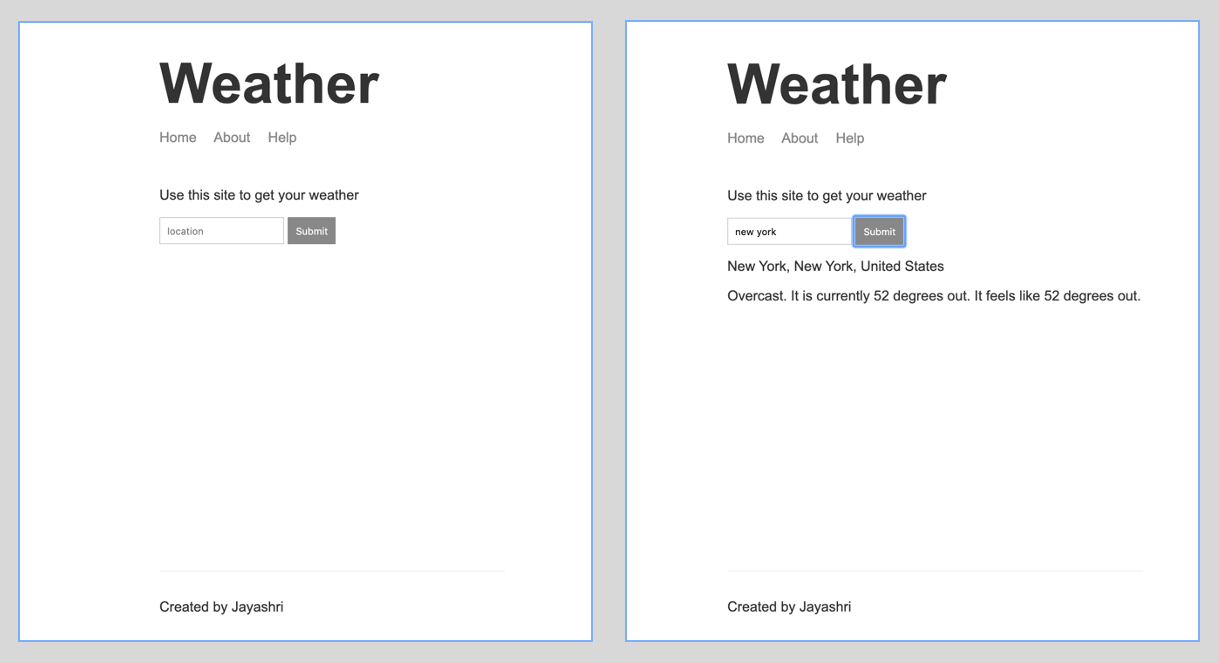 Weather
Home About Help
Use this site to get your weather
location Submit
Created by Jayashri
Weather
Home About Help
Use this site to get your weather
new york Submit
New York, New York, United States
Overcast. It is currently 52 degrees out. It feels like 52 degrees out.
Created by Jayashri